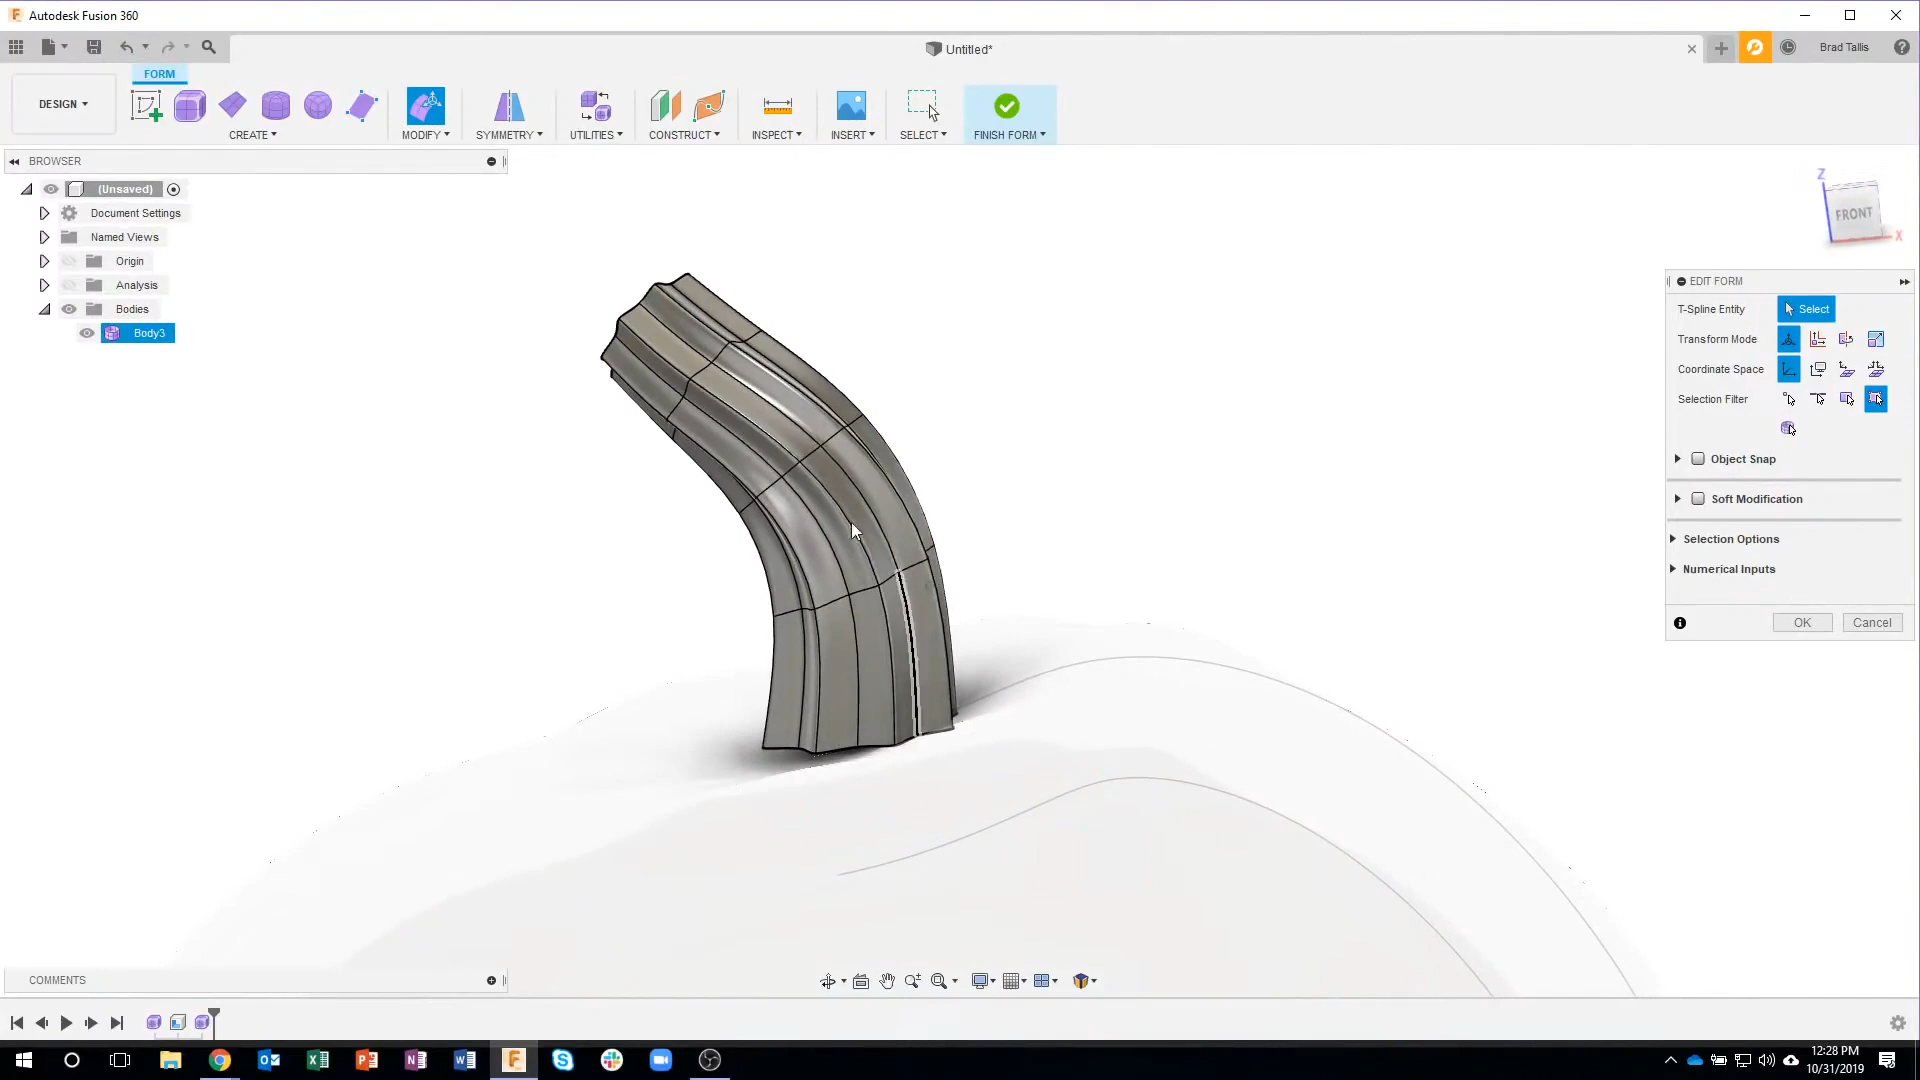 Autodesk Fusion 360
Untitled*
Brad Tallis
FORM
DESIGN
CREATE
MODIFY
SYMMETRY
UTILITIES
CONSTRUCT
INSPECT
INSERT
SELECT
FINISH FORM
BROWSER
(Unsaved)
Document Settings
Named Views
Origin
Analysis
Bodies
Body3
Z
FRONT
X
EDIT FORM
T-Spline Entity
Select
Transform Mode
Coordinate Space
Selection Filter
Object Snap
Soft Modification
Selection Options
Numerical Inputs
OK
Cancel
COMMENTS
12:28 PM
10/31/2019